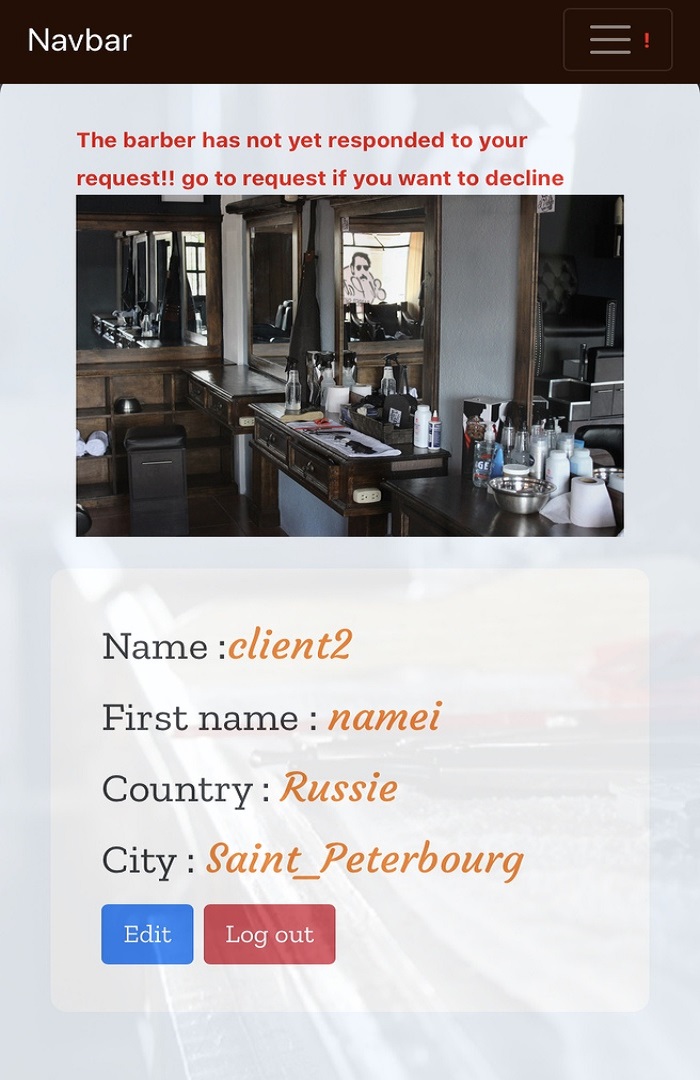 Navbar
!
The barber has not yet responded to your
request!! go to request if you want to decline
Name :client2
First name : namei
Country : Russie
City : Saint_Peterbourg
Edit
Log out